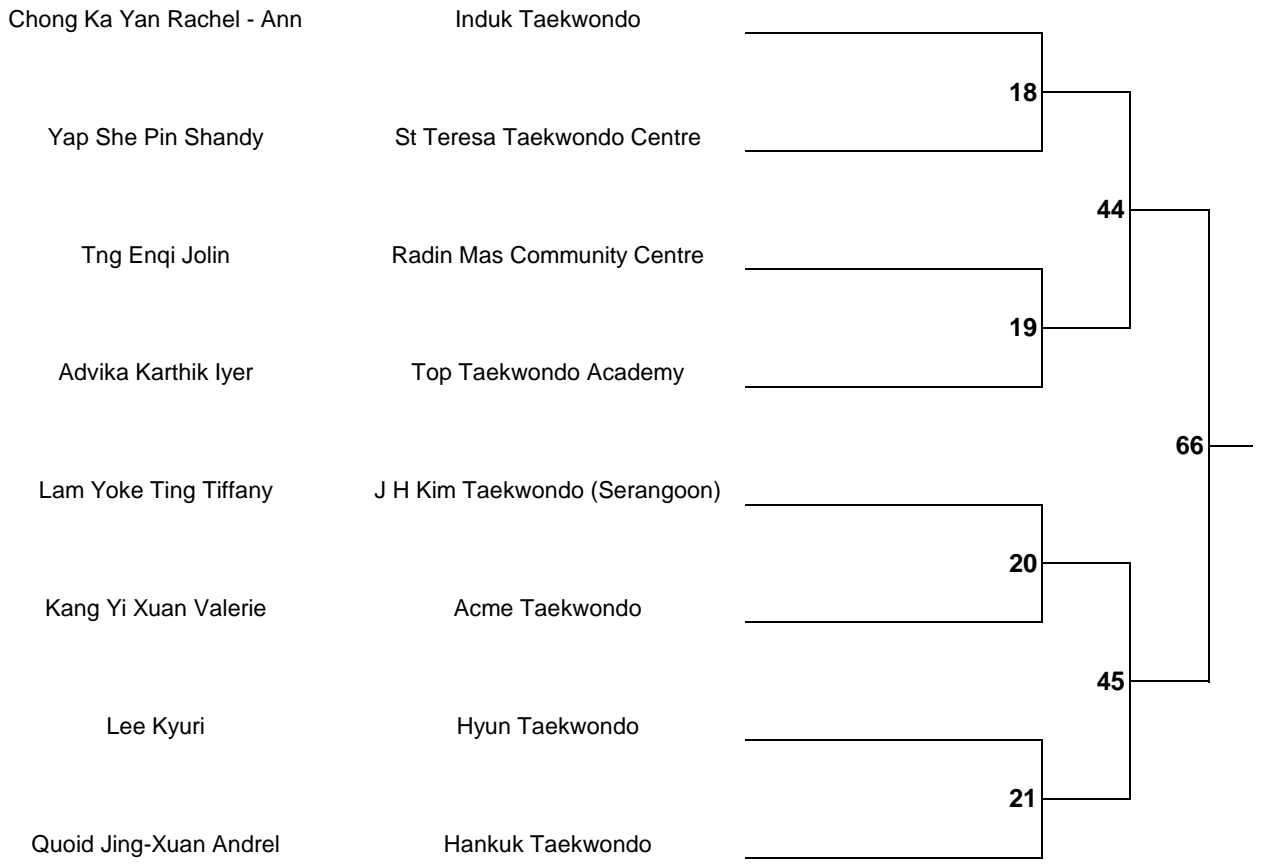 Chong Ka Yan Rachel - Ann Induk Taekwondo
18
Yap She Pin Shandy St Teresa Taekwondo Centre
44
Tng Enqi Jolin Radin Mas Community Centre
19
Advika Karthik Iyer Top Taekwondo Academy
66
Lam Yoke Ting Tiffany J H Kim Taekwondo (Serangoon)
20
Kang Yi Xuan Valerie Acme Taekwondo
45
Lee Kyuri Hyun Taekwondo
21
Quoid Jing-Xuan Andrel Hankuk Taekwondo